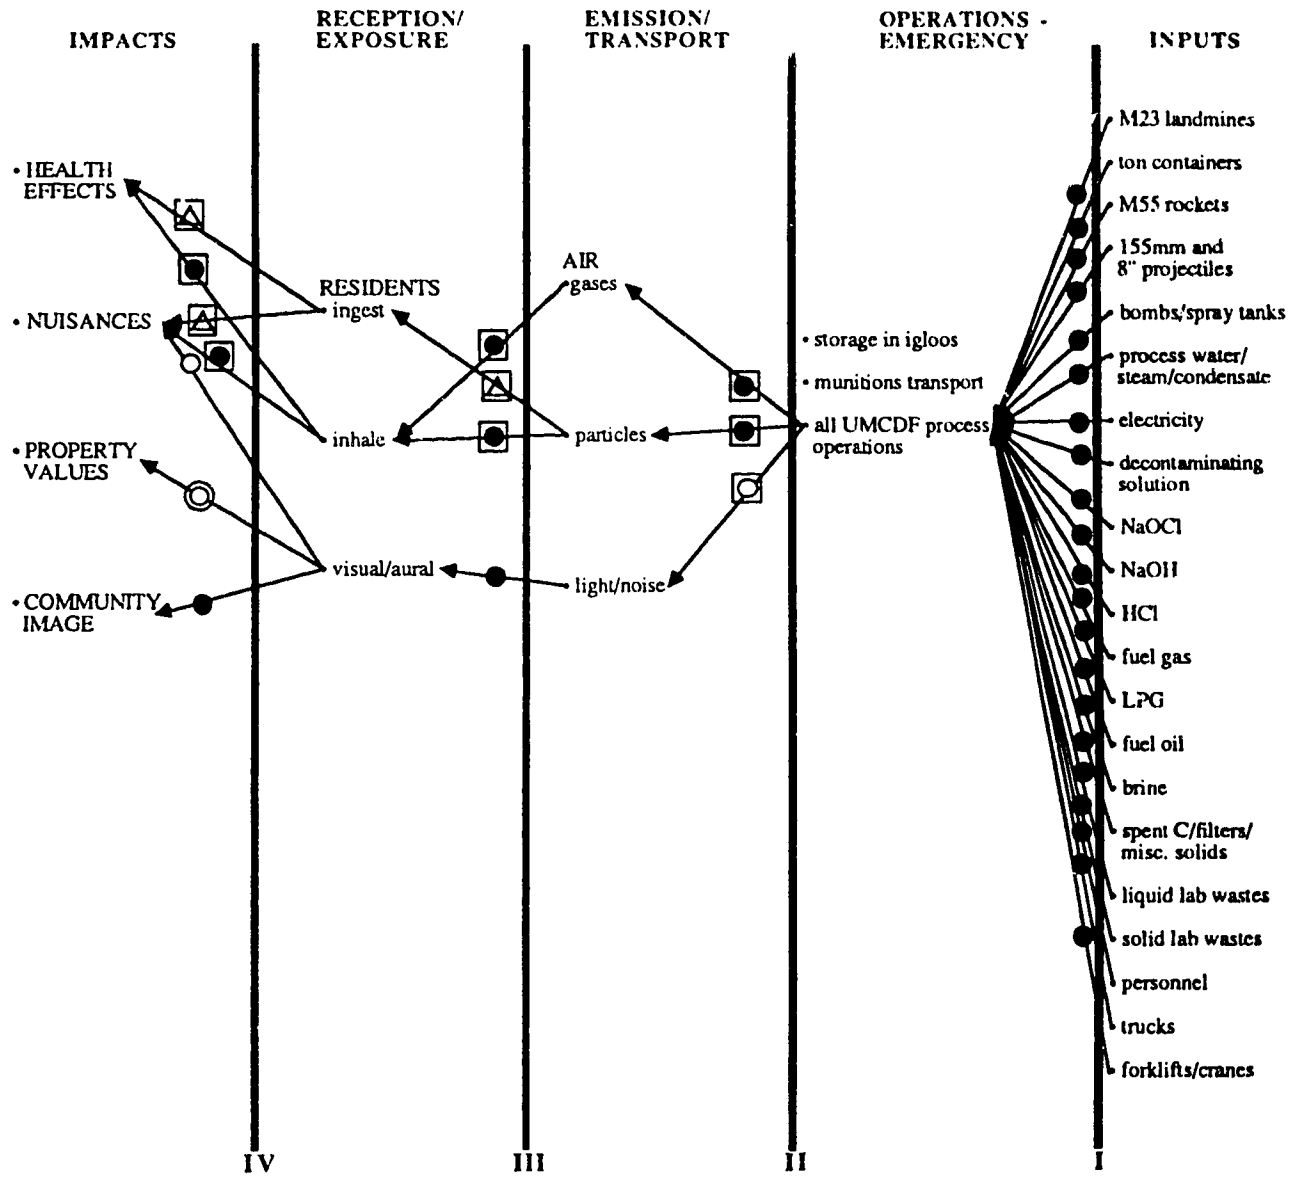 IMPACTS
RECEPTION/
EXPOSURE
EMISSION/
TRANSPORT
OPERATIONS -
EMERGENCY
INPUTS
• HEALTH
EFFECTS
• NUISANCES
• PROPERTY
VALUES
• COMMUNITY
IMAGE
RESIDENTS
ingest
inhale
visual/aural
AIR
gases
particles
light/noise
• storage in igloos
• munitions transport
• all UMCDF process
operations
M23 landmines
ton containers
M55 rockets
155mm and
8" projectiles
bombs/spray tanks
process water/
steam/condensate
electricity
decontaminating
solution
NaOCl
NaOH
HCl
fuel gas
LPG
fuel oil
brine
spent C/filters/
misc. solids
liquid lab wastes
solid lab wastes
personnel
trucks
forklifts/cranes
IV
III
II
I